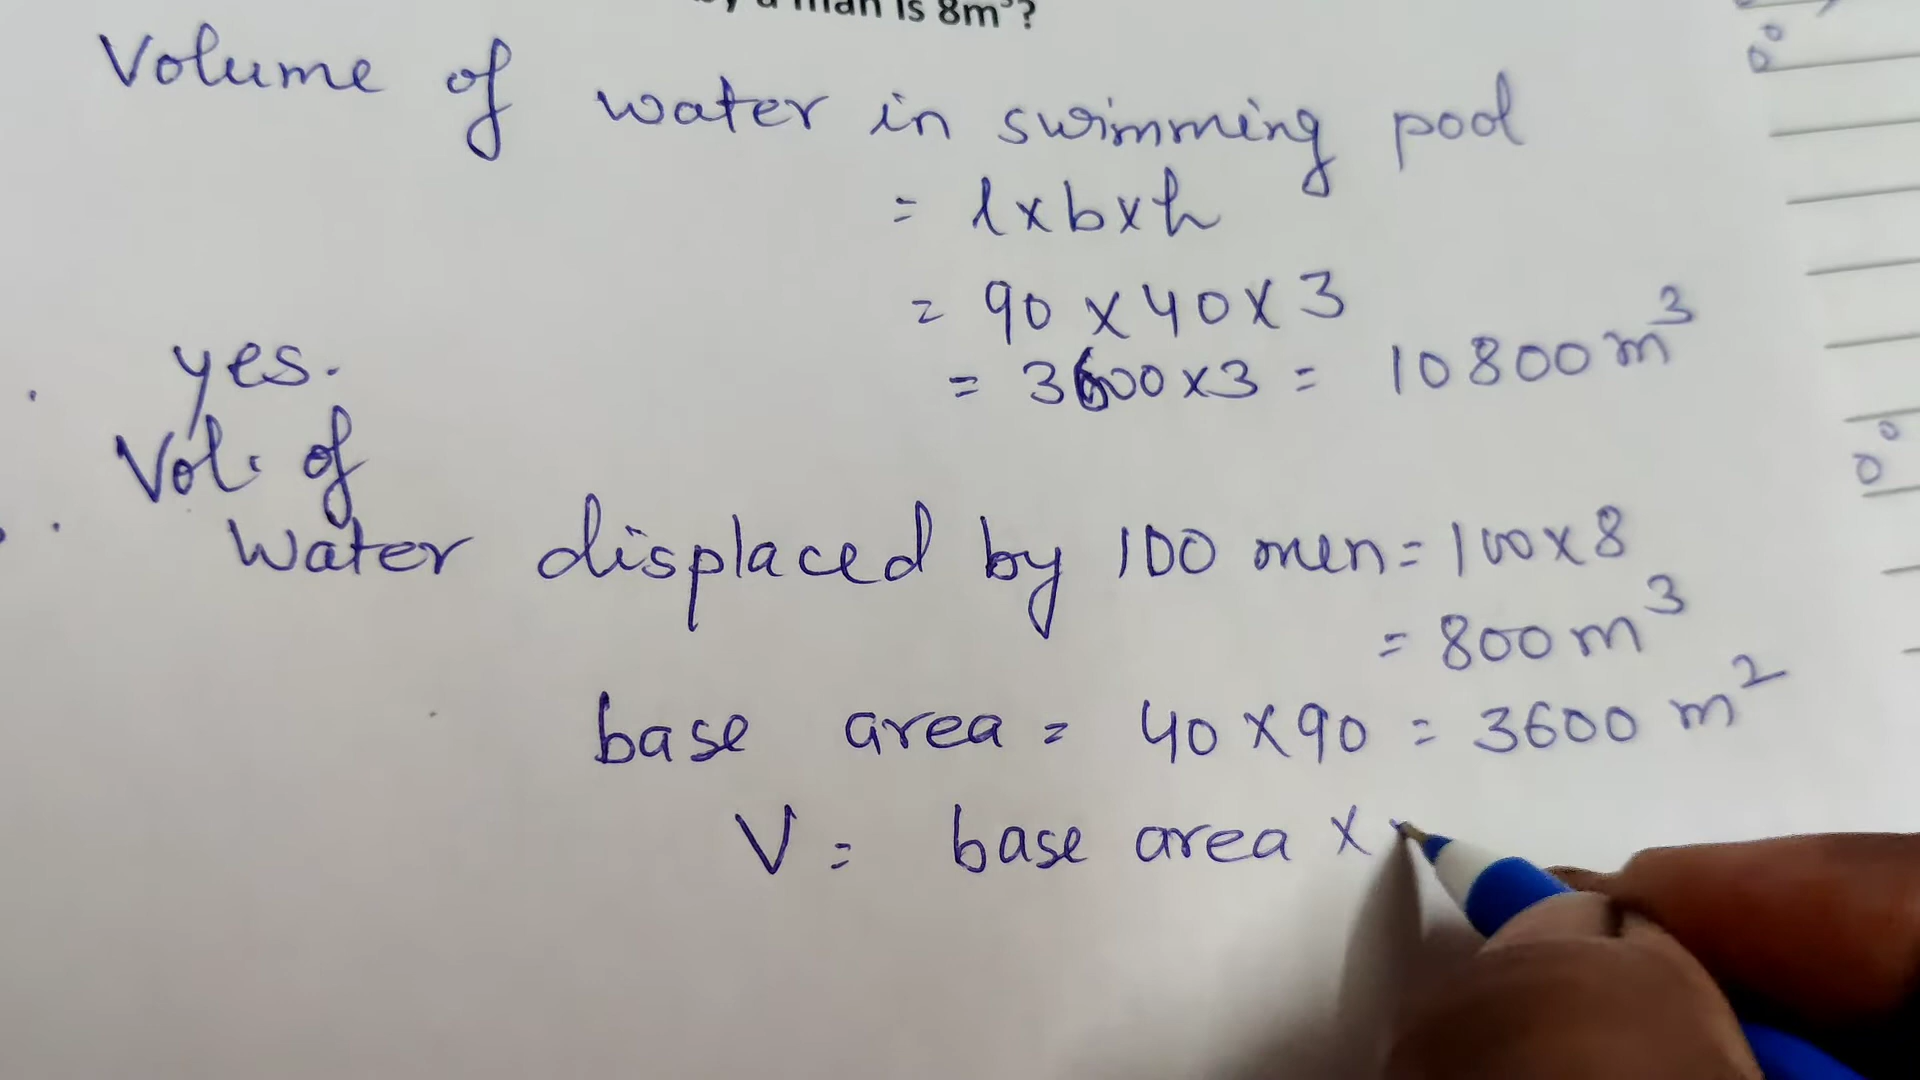 a man is 8m³?
Volume of water in swimming pool
= l×b×h
= 90 × 40 × 3
= 3600 × 3 = 10800 m³
yes.
Vol. of
Water displaced by 100 men = 100 × 8
= 800 m³
base area = 40 × 90 = 3600 m²
V = base area ×